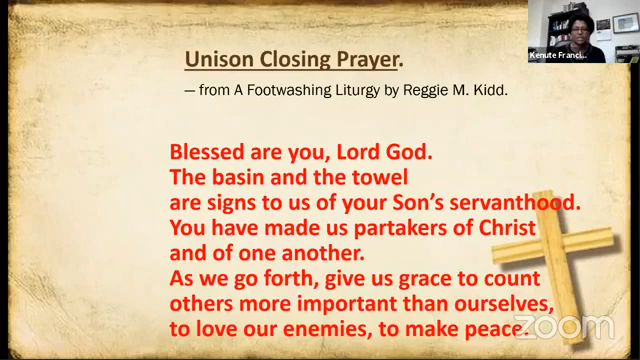 Unison Closing Prayer.
— from A Footwashing Liturgy by Reggie M. Kidd.
Blessed are you, Lord God.
The basin and the towel
are signs to us of your Son's servanthood.
You have made us partakers of Christ
and of one another.
As we go forth, give us grace to count
others more important than ourselves,
to love our enemies, to make peace.
Kenute Franci...
zoom